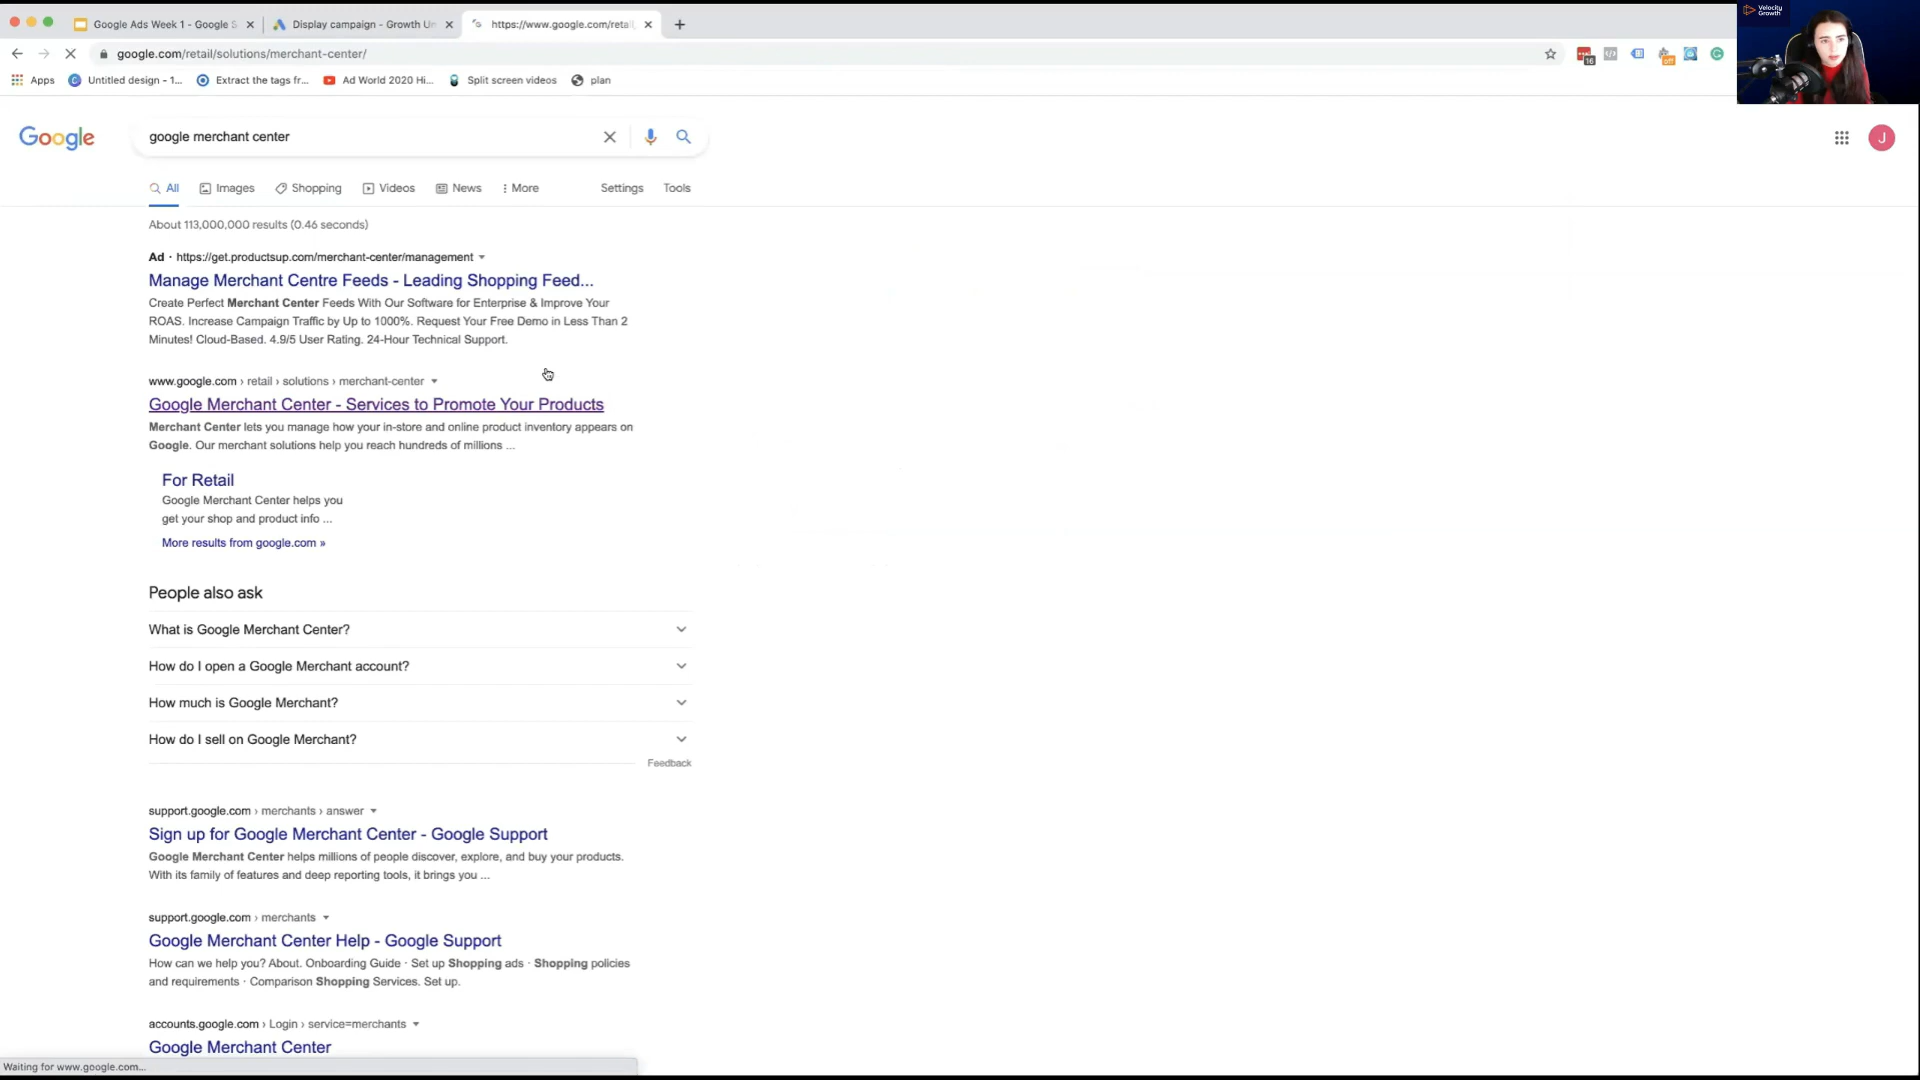 Google Ads Week 1 - Google S
Display campaign - Growth Un
https://www.google.com/retail
google.com/retail/solutions/merchant-center/
16
off
Velocity
Growth
Apps
Untitled design - 1...
Extract the tags fr...
Ad World 2020 Hi...
Split screen videos
plan
Google
google merchant center
J
All
Images
Shopping
Videos
News
More
Settings
Tools
About 113,000,000 results (0.46 seconds)
Ad · https://get.productsup.com/merchant-center/management
Manage Merchant Centre Feeds - Leading Shopping Feed...
Create Perfect Merchant Center Feeds With Our Software for Enterprise & Improve Your
ROAS. Increase Campaign Traffic by Up to 1000%. Request Your Free Demo in Less Than 2
Minutes! Cloud-Based. 4.9/5 User Rating. 24-Hour Technical Support.
www.google.com › retail › solutions › merchant-center
Google Merchant Center - Services to Promote Your Products
Merchant Center lets you manage how your in-store and online product inventory appears on
Google. Our merchant solutions help you reach hundreds of millions ...
For Retail
Google Merchant Center helps you
get your shop and product info ...
More results from google.com »
People also ask
What is Google Merchant Center?
How do I open a Google Merchant account?
How much is Google Merchant?
How do I sell on Google Merchant?
Feedback
support.google.com › merchants › answer
Sign up for Google Merchant Center - Google Support
Google Merchant Center helps millions of people discover, explore, and buy your products.
With its family of features and deep reporting tools, it brings you ...
support.google.com › merchants
Google Merchant Center Help - Google Support
How can we help you? About. Onboarding Guide · Set up Shopping ads · Shopping policies
and requirements · Comparison Shopping Services. Set up.
accounts.google.com › Login › service=merchants
Google Merchant Center
Waiting for www.google.com...